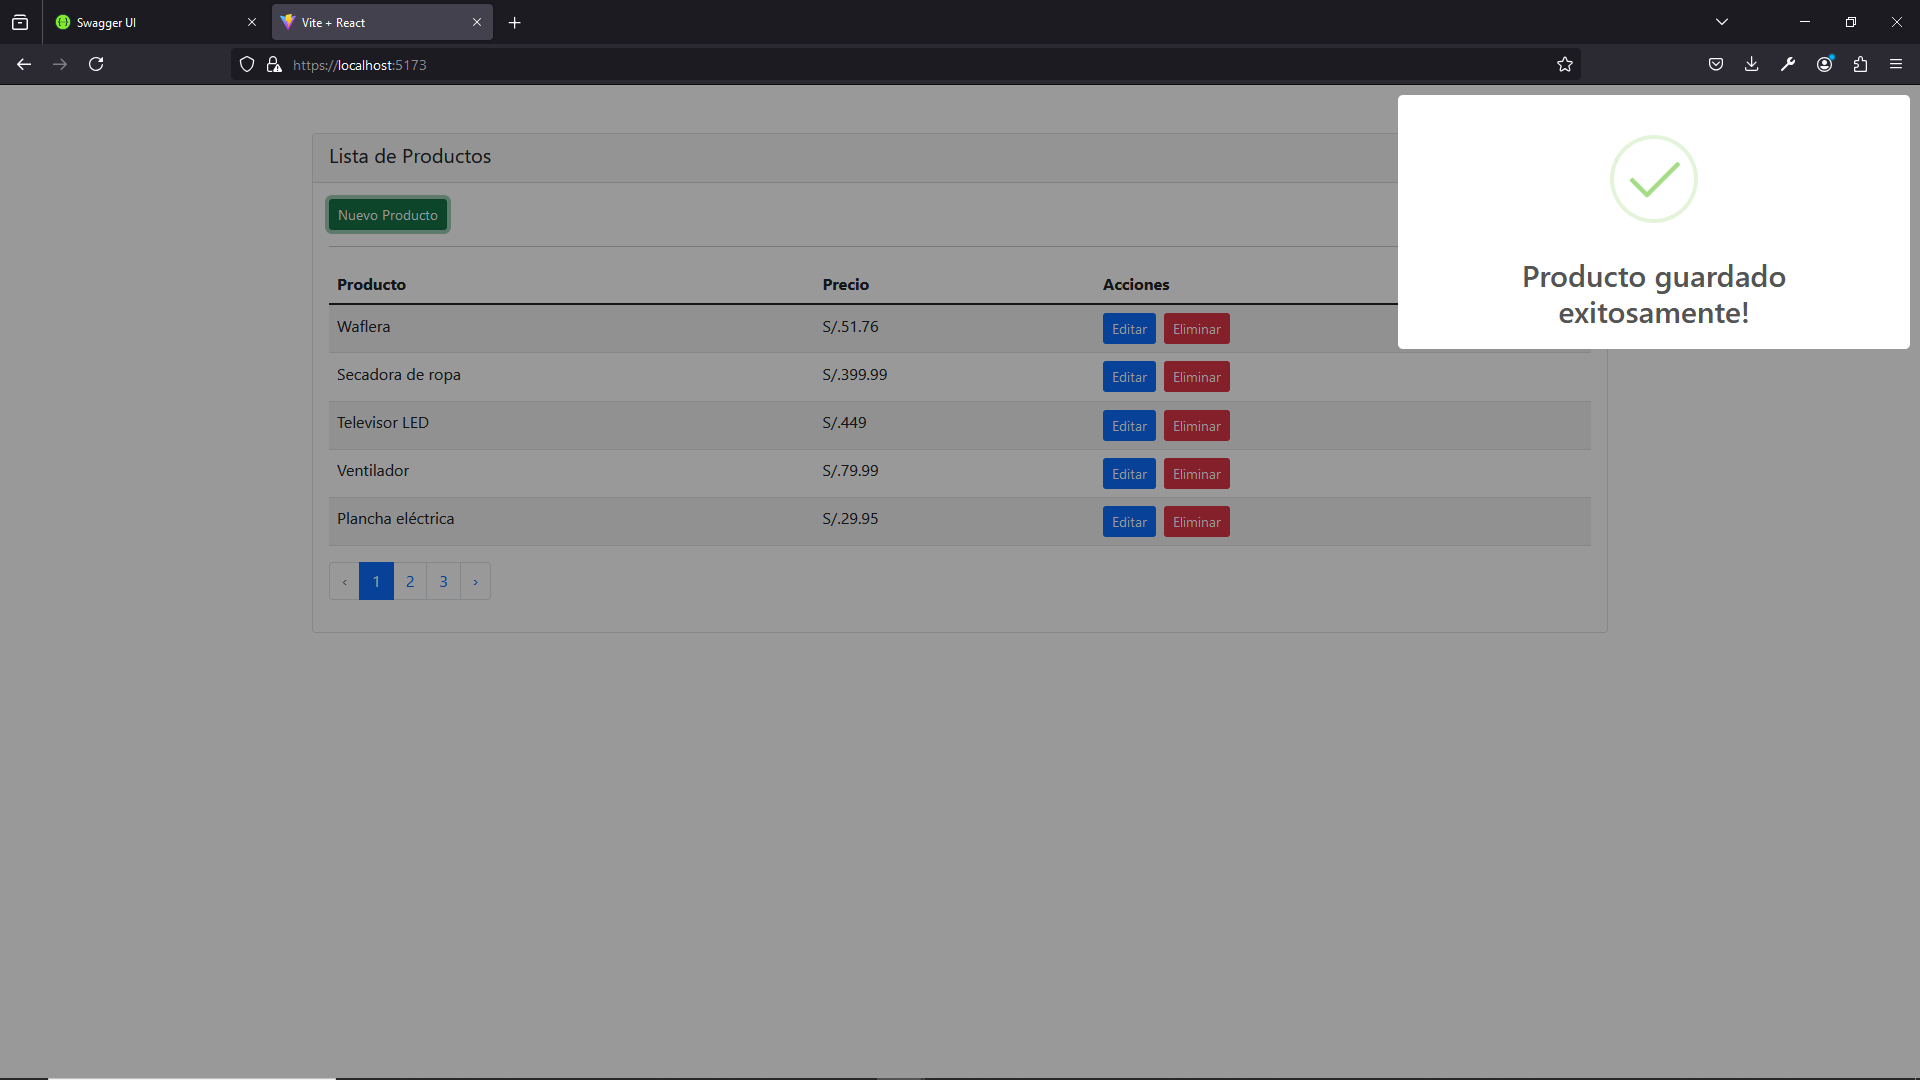 Swagger UI
Vite + React
https://localhost:5173
Lista de Productos
Nuevo Producto
Producto Precio Acciones
Waflera S/.51.76 Editar Eliminar
Secadora de ropa S/.399.99 Editar Eliminar
Televisor LED S/.449 Editar Eliminar
Ventilador S/.79.99 Editar Eliminar
Plancha eléctrica S/.29.95 Editar Eliminar
‹ 1 2 3 ›
Producto guardado
exitosamente!